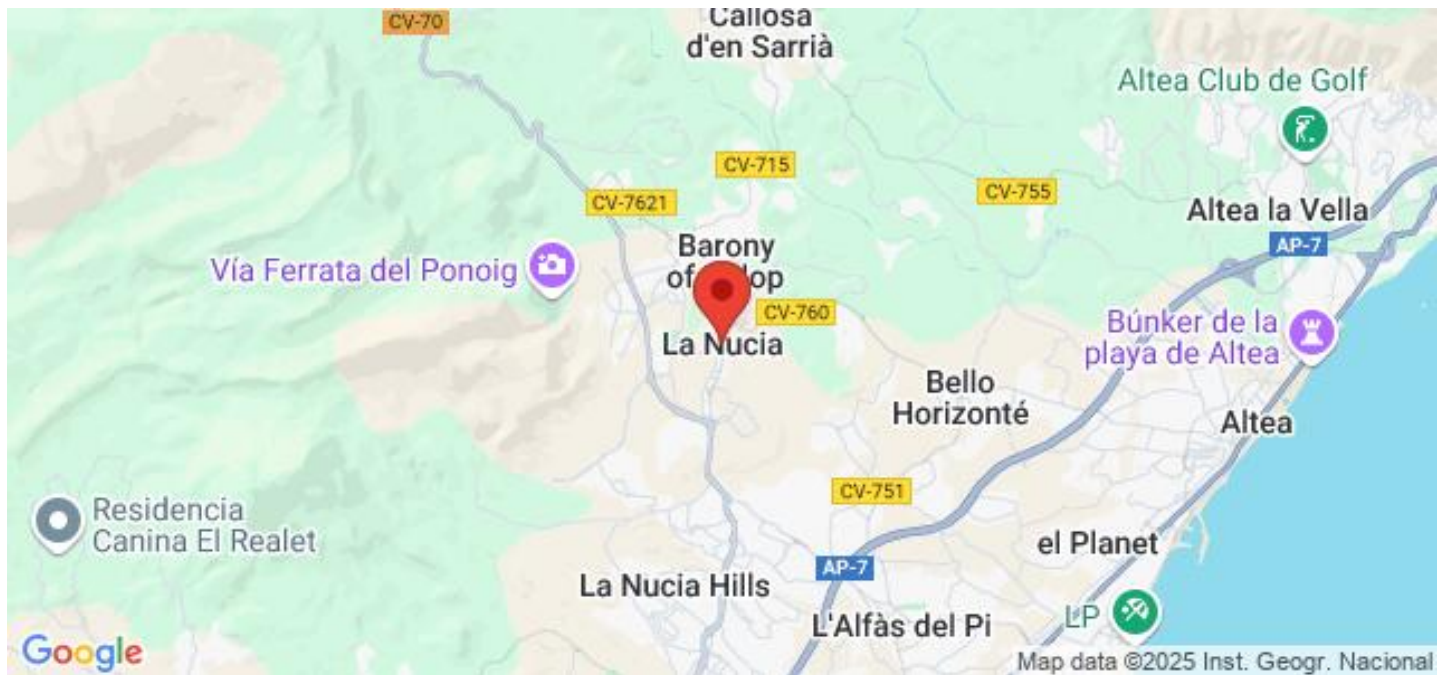 CV-70
Callosa
d'en Sarrià
Altea Club de Golf
CV-715
CV-755
CV-7621
Altea la Vella
AP-7
Barony
Vía Ferrata del Ponoig
CV-760
La Nucia
Búnker de la
playa de Altea
Bello
Horizonté
Altea
CV-751
Residencia
Canina El Realet
el Planet
AP-7
La Nucia Hills
L'Alfàs del Pi
LP
Google
Map data ©2025 Inst. Geogr. Nacional